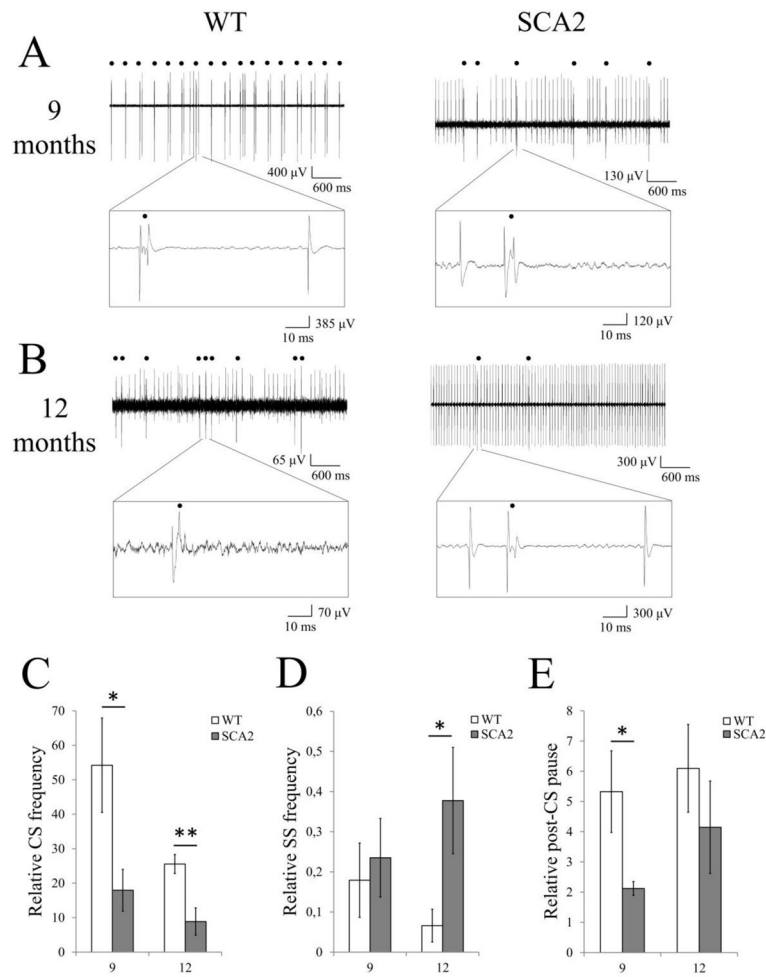 WT SCA2
A
9
months
400 µV
600 ms
130 µV
600 ms
385 µV
10 ms
120 µV
10 ms
B
12
months
65 µV
600 ms
300 µV
600 ms
70 µV
10 ms
300 µV
10 ms
C
Relative CS frequency
70
60
50
40
30
20
10
0
*
**
WT
SCA2
9 12
D
Relative SS frequency
0,6
0,5
0,4
0,3
0,2
0,1
0
*
WT
SCA2
9 12
E
Relative post-CS pause
8
7
6
5
4
3
2
1
0
*
WT
SCA2
9 12